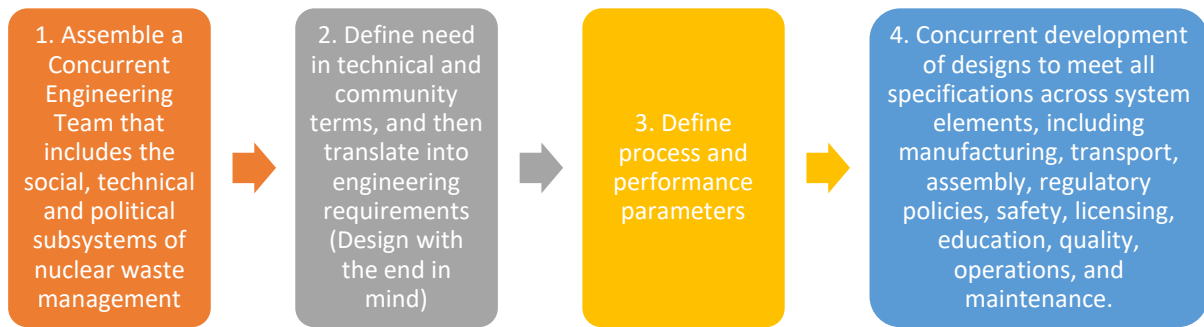 1. Assemble a
Concurrent
Engineering
Team that
includes the
social, technical
and political
subsystems of
nuclear waste
management
2. Define need
in technical and
community
terms, and then
translate into
engineering
requirements
(Design with
the end in
mind)
3. Define
process and
performance
parameters
4. Concurrent development
of designs to meet all
specifications across system
elements, including
manufacturing, transport,
assembly, regulatory
policies, safety, licensing,
education, quality,
operations, and
maintenance.